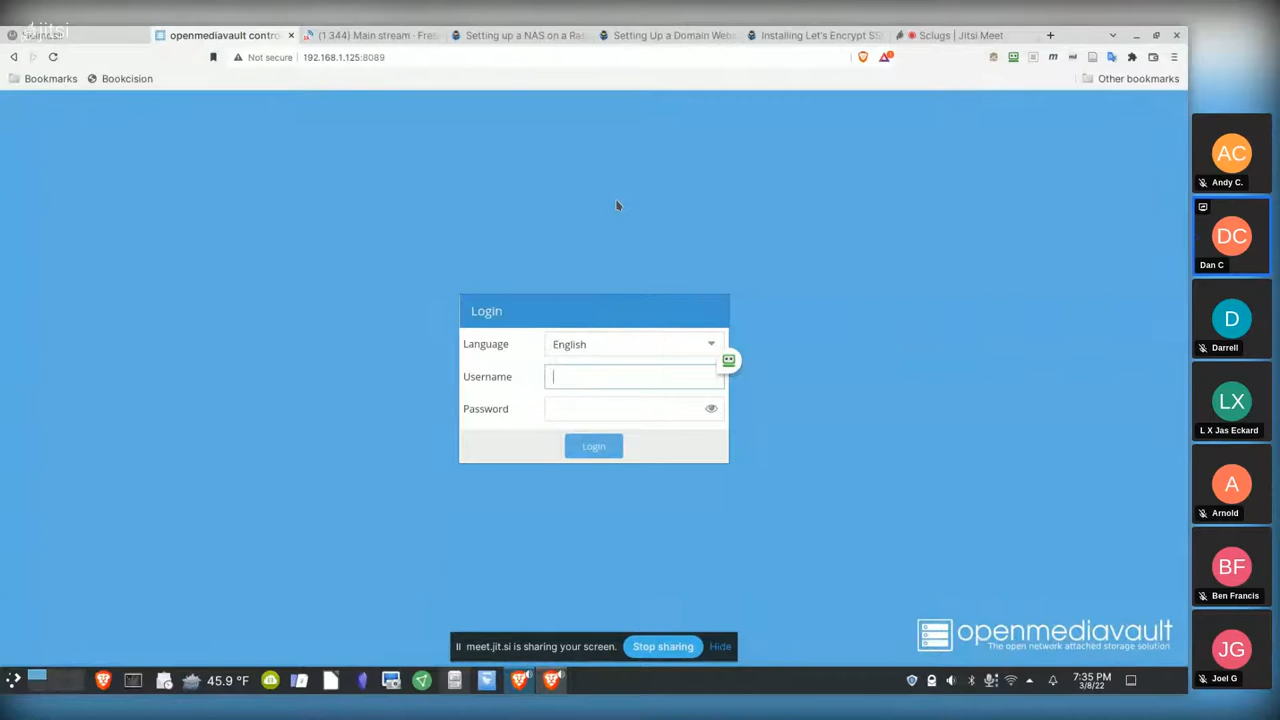 jitsi
openmediavault contro
(1 344) Main stream - Fres
Setting up a NAS on a Ras
Setting Up a Domain Web
Installing Let's Encrypt SS
Sclugs | Jitsi Meet
Not secure
192.168.1.125:8089
Bookmarks
Bookcision
Other bookmarks
AC
Andy C.
DC
Dan C
D
Darrell
LX
L X Jas Eckard
A
Arnold
BF
Ben Francis
JG
Joel G
Login
Language
English
Username
Password
Login
openmediavault
The open network attached storage solution
meet.jit.si is sharing your screen.
Stop sharing
Hide
45.9 °F
7:35 PM
3/8/22